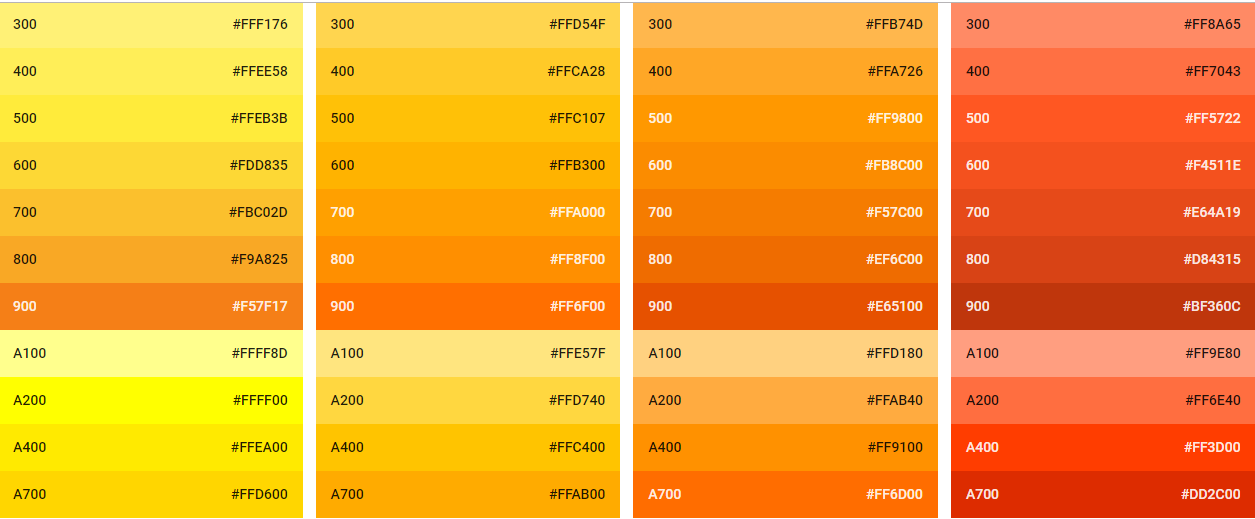 300 #FFF176
400 #FFEE58
500 #FFEB3B
600 #FDD835
700 #FBC02D
800 #F9A825
900 #F57F17
A100 #FFFF8D
A200 #FFFF00
A400 #FFEA00
A700 #FFD600
300 #FFD54F
400 #FFCA28
500 #FFC107
600 #FFB300
700 #FFA000
800 #FF8F00
900 #FF6F00
A100 #FFE57F
A200 #FFD740
A400 #FFC400
A700 #FFAB00
300 #FFB74D
400 #FFA726
500 #FF9800
600 #FB8C00
700 #F57C00
800 #EF6C00
900 #E65100
A100 #FFD180
A200 #FFAB40
A400 #FF9100
A700 #FF6D00
300 #FF8A65
400 #FF7043
500 #FF5722
600 #F4511E
700 #E64A19
800 #D84315
900 #BF360C
A100 #FF9E80
A200 #FF6E40
A400 #FF3D00
A700 #DD2C00